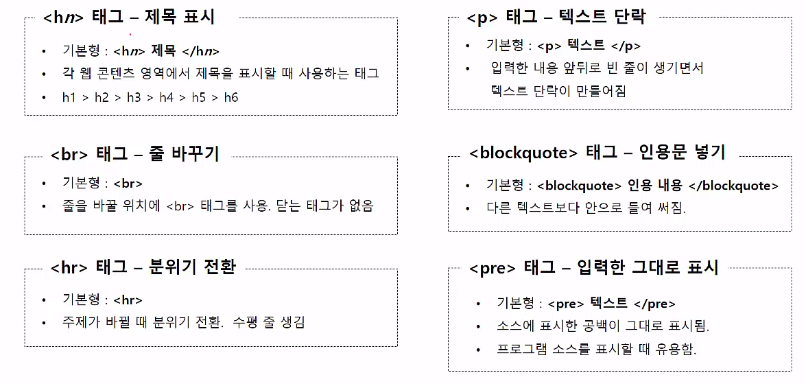 <hn> 태그 – 제목 표시
• 기본형 : <hn> 제목 </hn>
• 각 웹 콘텐츠 영역에서 제목을 표시할 때 사용하는 태그
• h1 > h2 > h3 > h4 > h5 > h6
<br> 태그 – 줄 바꾸기
• 기본형 : <br>
• 줄을 바꿀 위치에 <br> 태그를 사용. 닫는 태그가 없음
<hr> 태그 – 분위기 전환
• 기본형 : <hr>
• 주제가 바뀔 때 분위기 전환. 수평 줄 생김
<p> 태그 – 텍스트 단락
• 기본형 : <p> 텍스트 </p>
• 입력한 내용 앞뒤로 빈 줄이 생기면서
텍스트 단락이 만들어짐
<blockquote> 태그 – 인용문 넣기
• 기본형 : <blockquote> 인용 내용 </blockquote>
• 다른 텍스트보다 안으로 들여 써짐.
<pre> 태그 – 입력한 그대로 표시
• 기본형 : <pre> 텍스트 </pre>
• 소스에 표시한 공백이 그대로 표시됨.
• 프로그램 소스를 표시할 때 유용함.